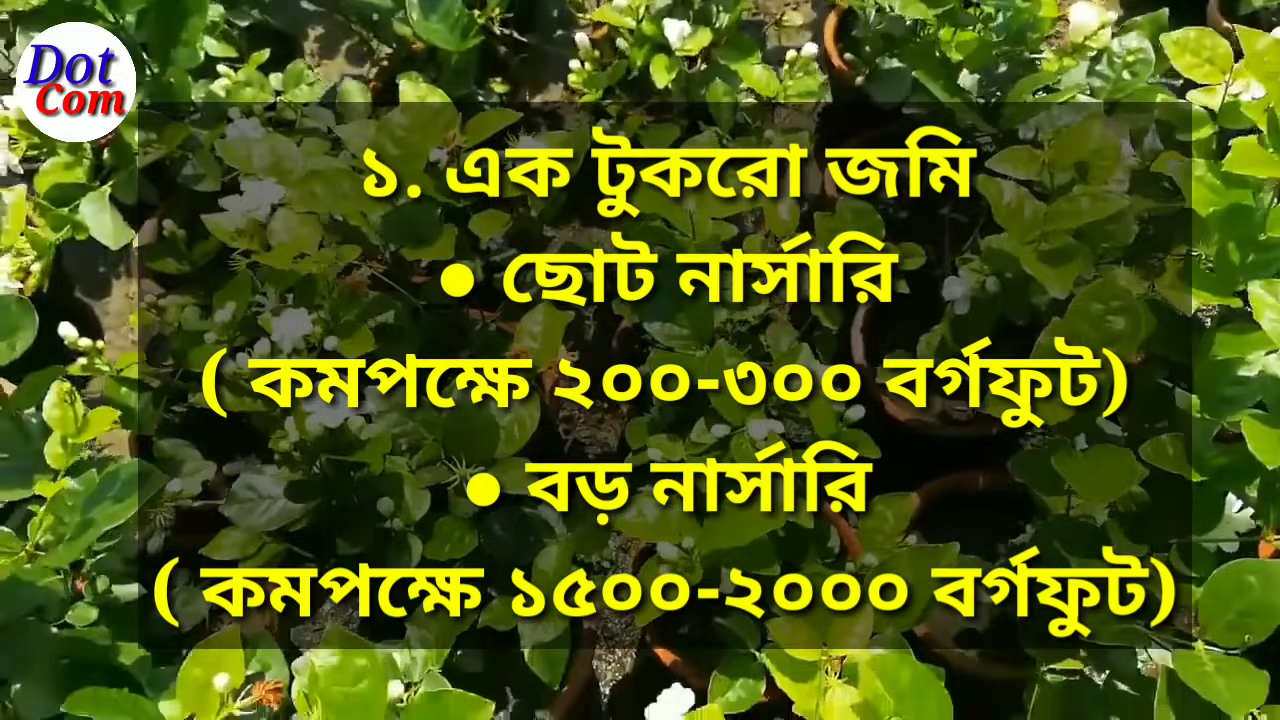 Dot
Com
১. এক টুকরো জমি
● ছোট নার্সারি
( কমপক্ষে ২০০-৩০০ বর্গফুট)
● বড় নার্সারি
( কমপক্ষে ১৫০০-২০০০ বর্গফুট)